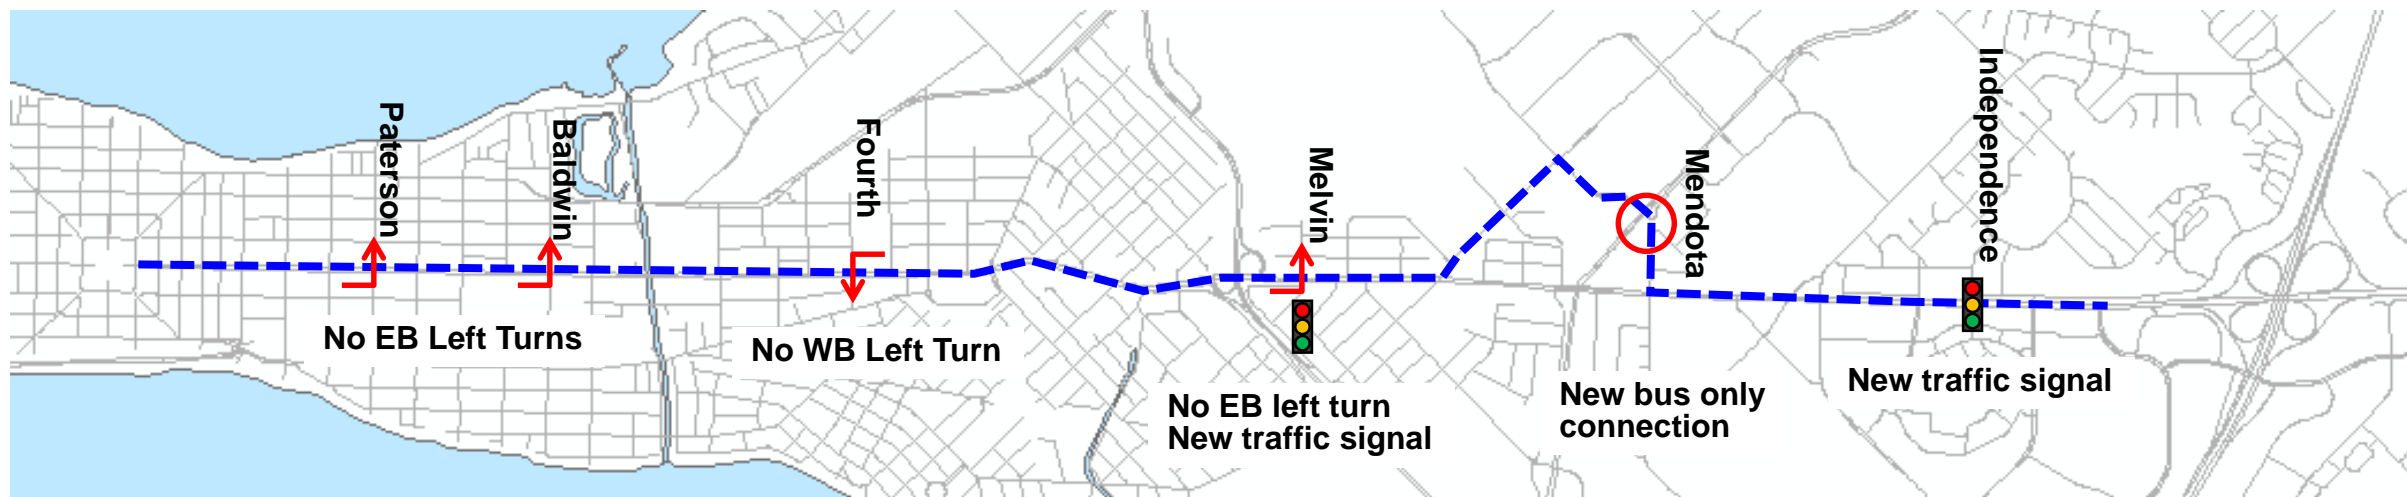 Paterson
Baldwin
Fourth
Melvin
Mendota
Independence
No EB Left Turns
No WB Left Turn
No EB left turn
New traffic signal
New bus only
connection
New traffic signal